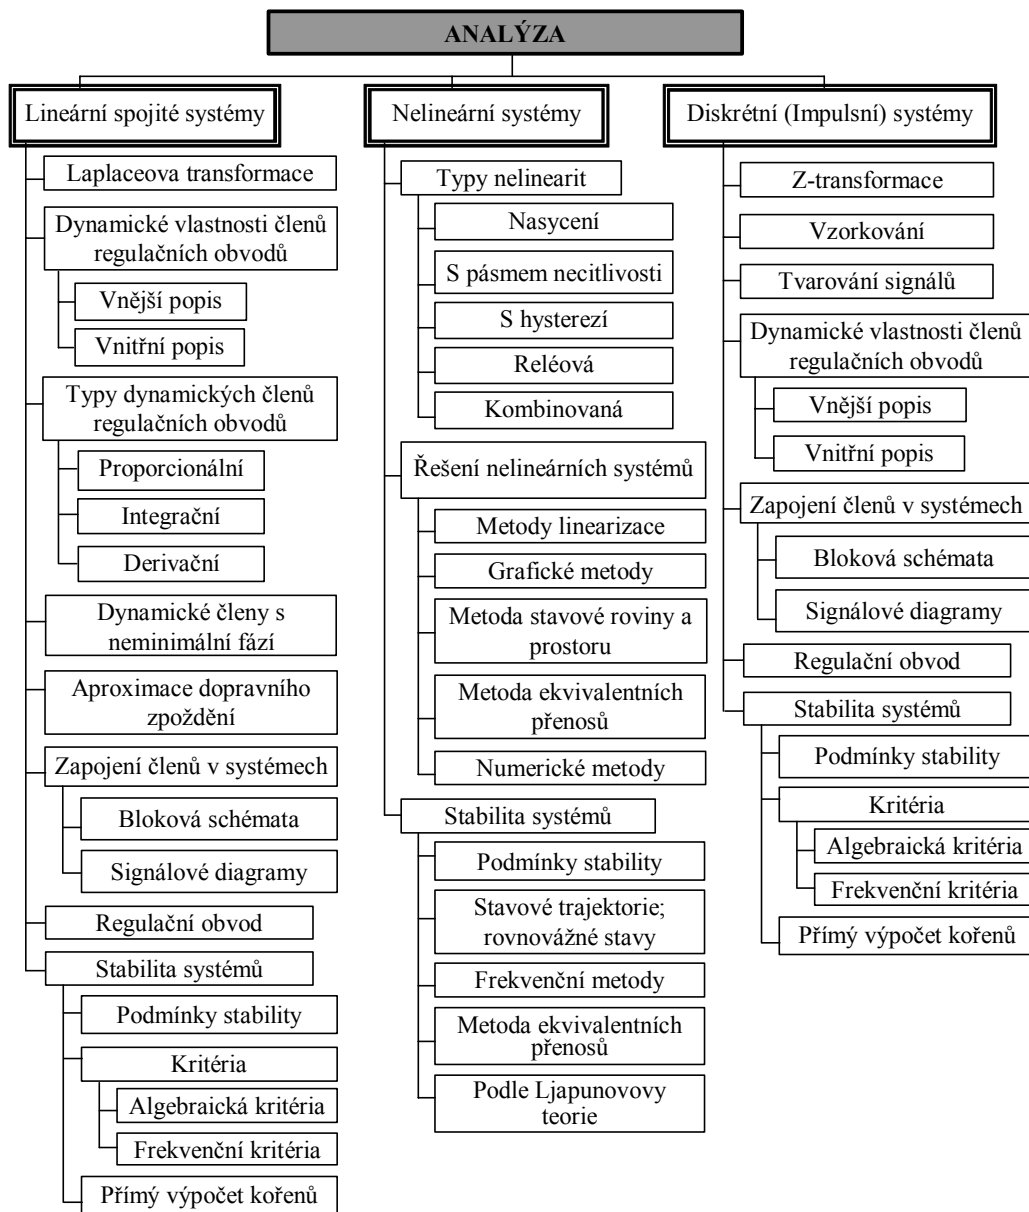 ANALÝZA
Lineární spojité systémy
Laplaceova transformace
Dynamické vlastnosti členů
regulačních obvodů
Vnější popis
Vnitřní popis
Typy dynamických členů
regulačních obvodů
Proporcionální
Integrační
Derivační
Dynamické členy s
neminimální fází
Aproximace dopravního
zpoždění
Zapojení členů v systémech
Bloková schémata
Signálové diagramy
Regulační obvod
Stabilita systémů
Podmínky stability
Kritéria
Algebraická kritéria
Frekvenční kritéria
Přímý výpočet kořenů
Nelineární systémy
Typy nelinearit
Nasycení
S pásmem necitlivosti
S hysterezí
Reléová
Kombinovaná
Řešení nelineárních systémů
Metody linearizace
Grafické metody
Metoda stavové roviny a
prostoru
Metoda ekvivalentních
přenosů
Numerické metody
Stabilita systémů
Podmínky stability
Stavové trajektorie;
rovnovážné stavy
Frekvenční metody
Metoda ekvivalentních
přenosů
Podle Ljapunovovy
teorie
Diskrétní (Impulsní) systémy
Z-transformace
Vzorkování
Tvarování signálů
Dynamické vlastnosti členů
regulačních obvodů
Vnější popis
Vnitřní popis
Zapojení členů v systémech
Bloková schémata
Signálové diagramy
Regulační obvod
Stabilita systémů
Podmínky stability
Kritéria
Algebraická kritéria
Frekvenční kritéria
Přímý výpočet kořenů